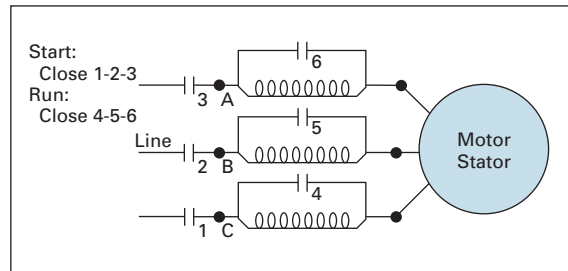 Start:
Close 1-2-3
Run:
Close 4-5-6
6
3 A
5
Line
2 B
4
1 C
Motor
Stator